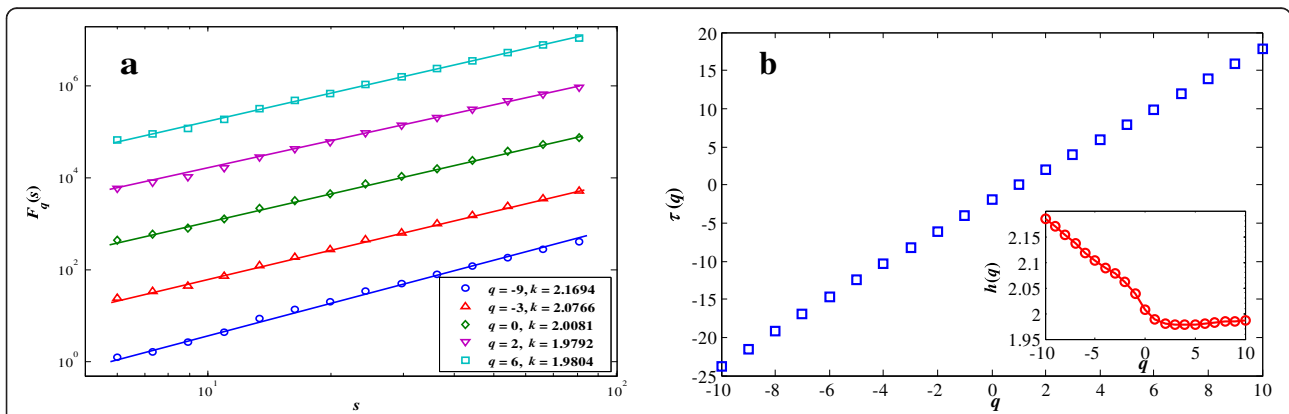 a
10^6
10^4
10^2
10^0
F_q(s)
10^1
10^2
s
q = -9, k = 2.1694
q = -3, k = 2.0766
q = 0, k = 2.0081
q = 2, k = 1.9792
q = 6, k = 1.9804
b
20
15
10
5
0
-5
-10
-15
-20
-25
τ(q)
-10 -8 -6 -4 -2 0 2 4 6 8 10
q
2.15
2.1
2.05
2
1.95
h(q)
-10 -5 0 5 10
q